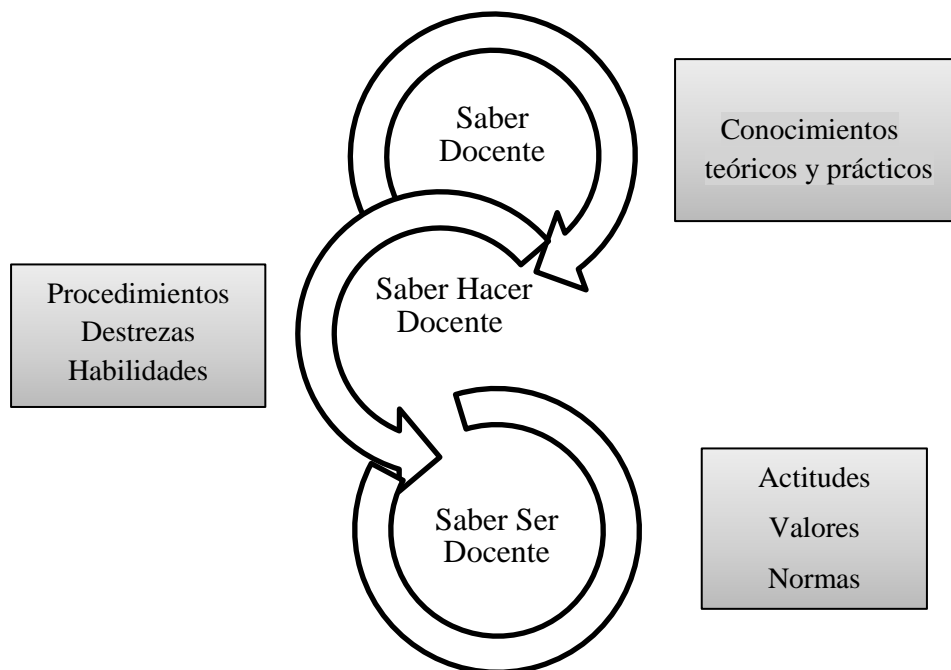 Saber
Docente
Conocimientos
teóricos y prácticos
Saber Hacer
Docente
Procedimientos
Destrezas
Habilidades
Saber Ser
Docente
Actitudes
Valores
Normas